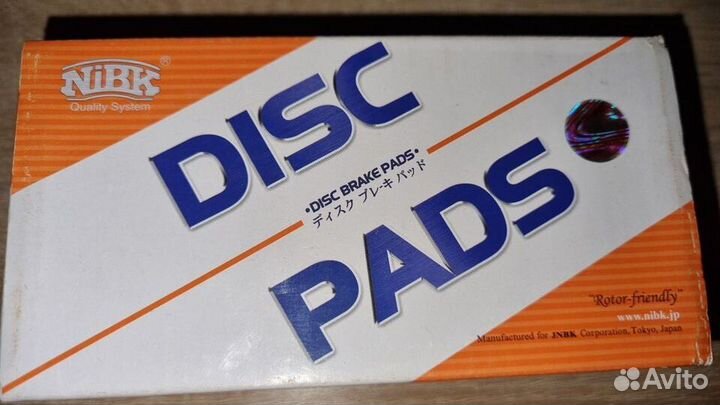 NiBK®
Quality System
DISC
•DISC BRAKE PADS•
ディスク ブレーキ パッド
PADS
"Rotor-friendly"
www.nibk.jp
Manufactured for JNBK Corporation, Tokyo, Japan
Avito